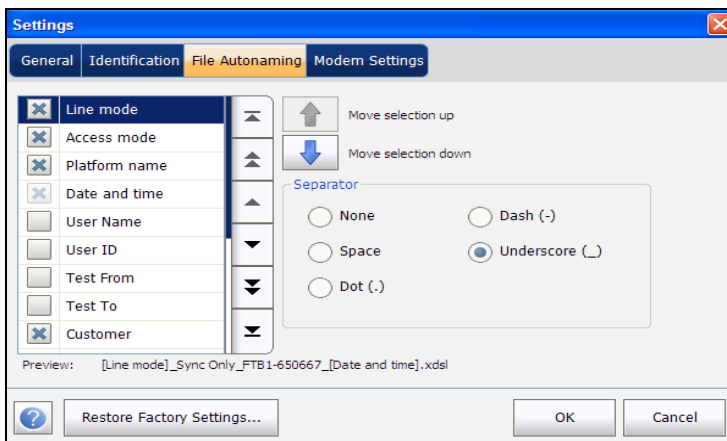 Settings
General Identification File Autonaming Modem Settings
Line mode
Access mode
Platform name
Date and time
User Name
User ID
Test From
Test To
Customer
Move selection up
Move selection down
Separator
None
Dash (-)
Space
Underscore (_)
Dot (.)
Preview: [Line mode]_Sync Only_FTB1-650667_[Date and time].xdsl
? Restore Factory Settings... OK Cancel